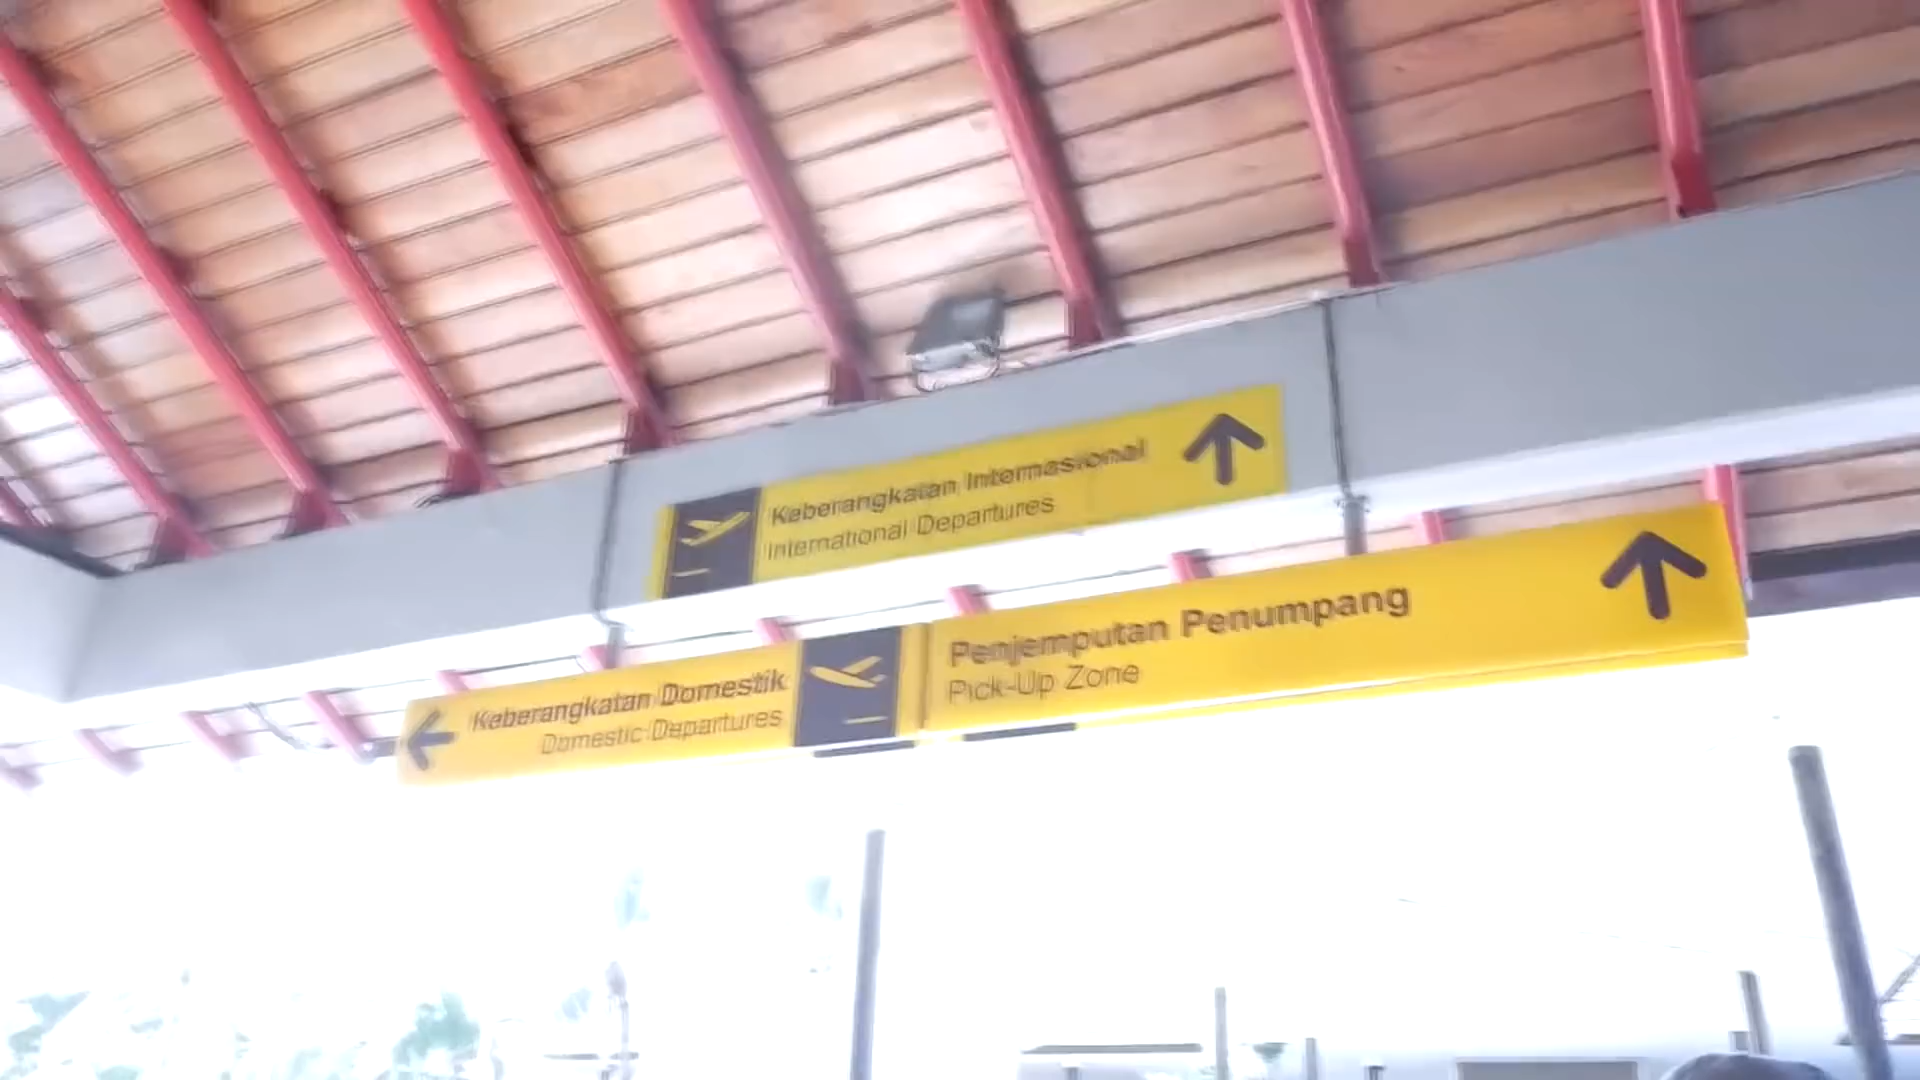 Keberangkatan Internasional
International Departures
Keberangkatan Domestik
Domestic Departures
Penjemputan Penumpang
Pick-Up Zone